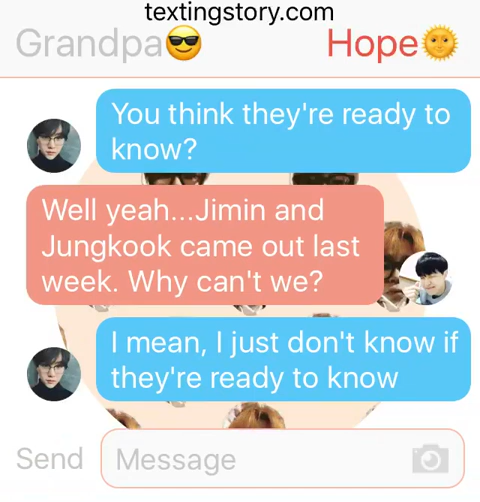 textingstory.com
Grandpa😎 Hope🌞
You think they're ready to
know?
Well yeah...Jimin and
Jungkook came out last
week. Why can't we?
I mean, I just don't know if
they're ready to know
Send Message